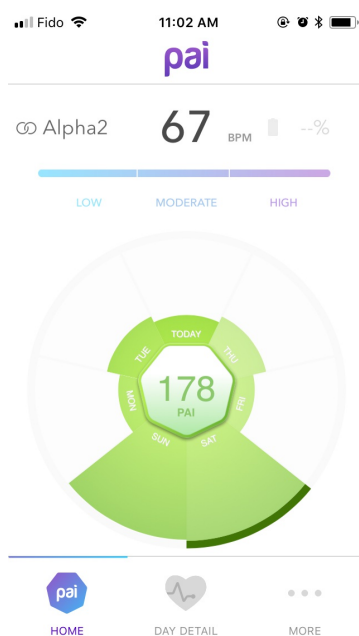 Fido 11:02 AM
pai
Alpha2 67 BPM --%
LOW MODERATE HIGH
TODAY
TUE THU
MON FRI
178
PAI
SUN SAT
pai
HOME DAY DETAIL MORE